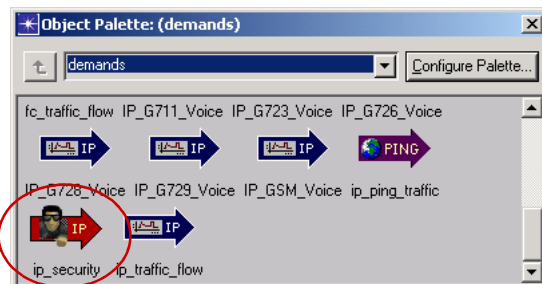 Object Palette: (demands)
demands
Configure Palette...
fc_traffic_flow IP_G711_Voice IP_G723_Voice IP_G726_Voice
IP IP IP PING
IP_G728_Voice IP_G729_Voice IP_GSM_Voice ip_ping_traffic
IP IP
ip_security ip_traffic_flow